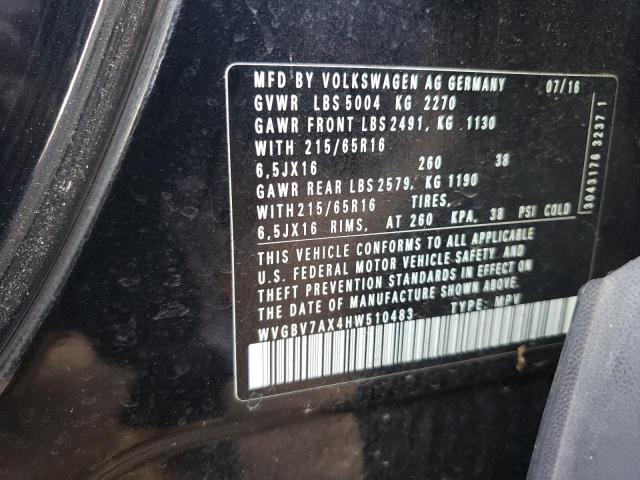 MFD BY VOLKSWAGEN AG GERMANY 07/16
GVWR LBS 5004 KG 2270
GAWR FRONT LBS 2491, KG 1130
WITH 215/65R16
6,5JX16 260 38
GAWR REAR LBS 2579, KG 1190
WITH 215/65R16 TIRES,
6,5JX16 RIMS, AT 260 KPA, 38 PSI COLD
THIS VEHICLE CONFORMS TO ALL APPLICABLE
U.S. FEDERAL MOTOR VEHICLE SAFETY AND
THEFT PREVENTION STANDARDS IN EFFECT ON
THE DATE OF MANUFACTURE SHOWN ABOVE.
WVGBV7AX4HW510483 TYPE: MPV
3043176 3237 1